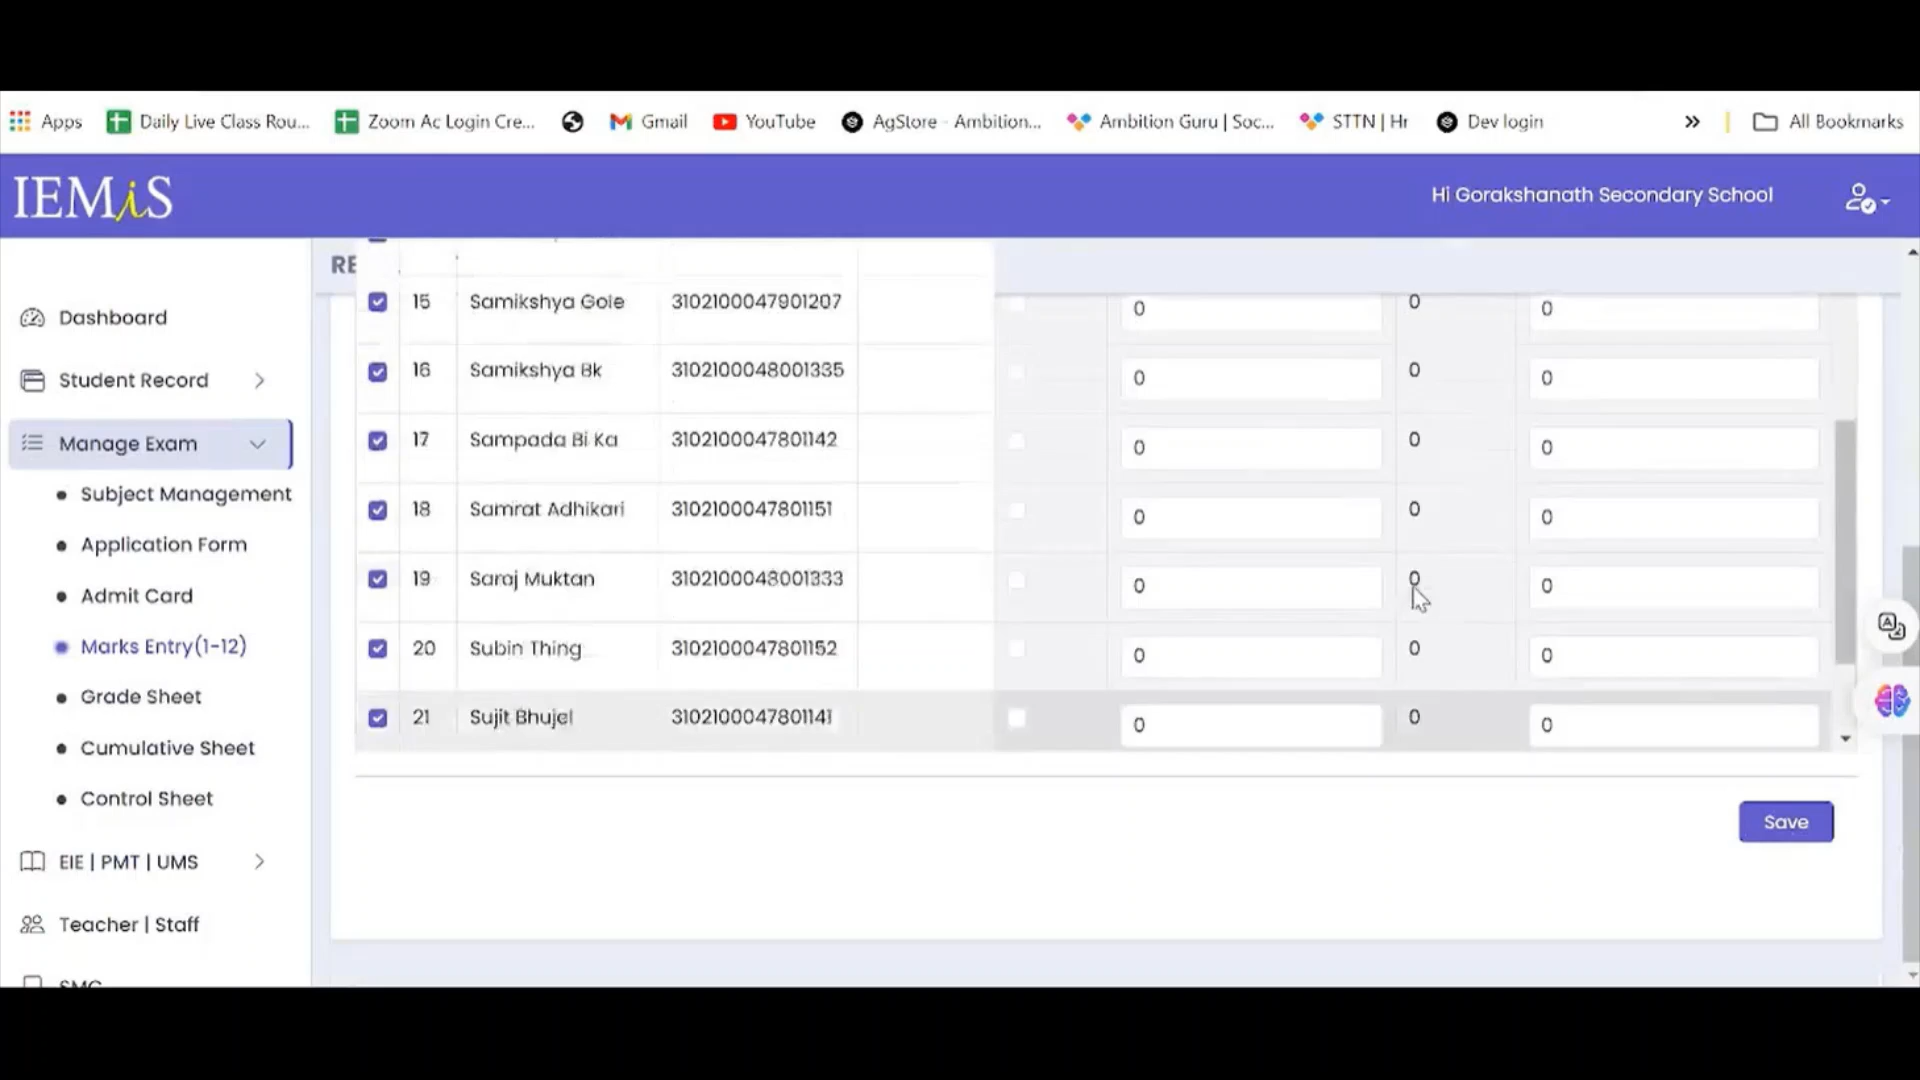 Apps Daily Live Class Rou... Zoom Ac Login Cre... Gmail YouTube AgStore - Ambition... Ambition Guru | Soc... STTN | Hr Dev login » All Bookmarks
IEMiS Hi Gorakshanath Secondary School
RE
Dashboard
Student Record
Manage Exam
Subject Management
Application Form
Admit Card
Marks Entry(1-12)
Grade Sheet
Cumulative Sheet
Control Sheet
EIE | PMT | UMS
Teacher | Staff
SMC
15 Samikshya Gole 3102100047901207 0 0 0
16 Samikshya Bk 3102100048001335 0 0 0
17 Sampada Bi Ka 3102100047801142 0 0 0
18 Samrat Adhikari 3102100047801151 0 0 0
19 Saroj Muktan 3102100048001333 0 0 0
20 Subin Thing 3102100047801152 0 0 0
21 Sujit Bhujel 3102100047801141 0 0 0
Save